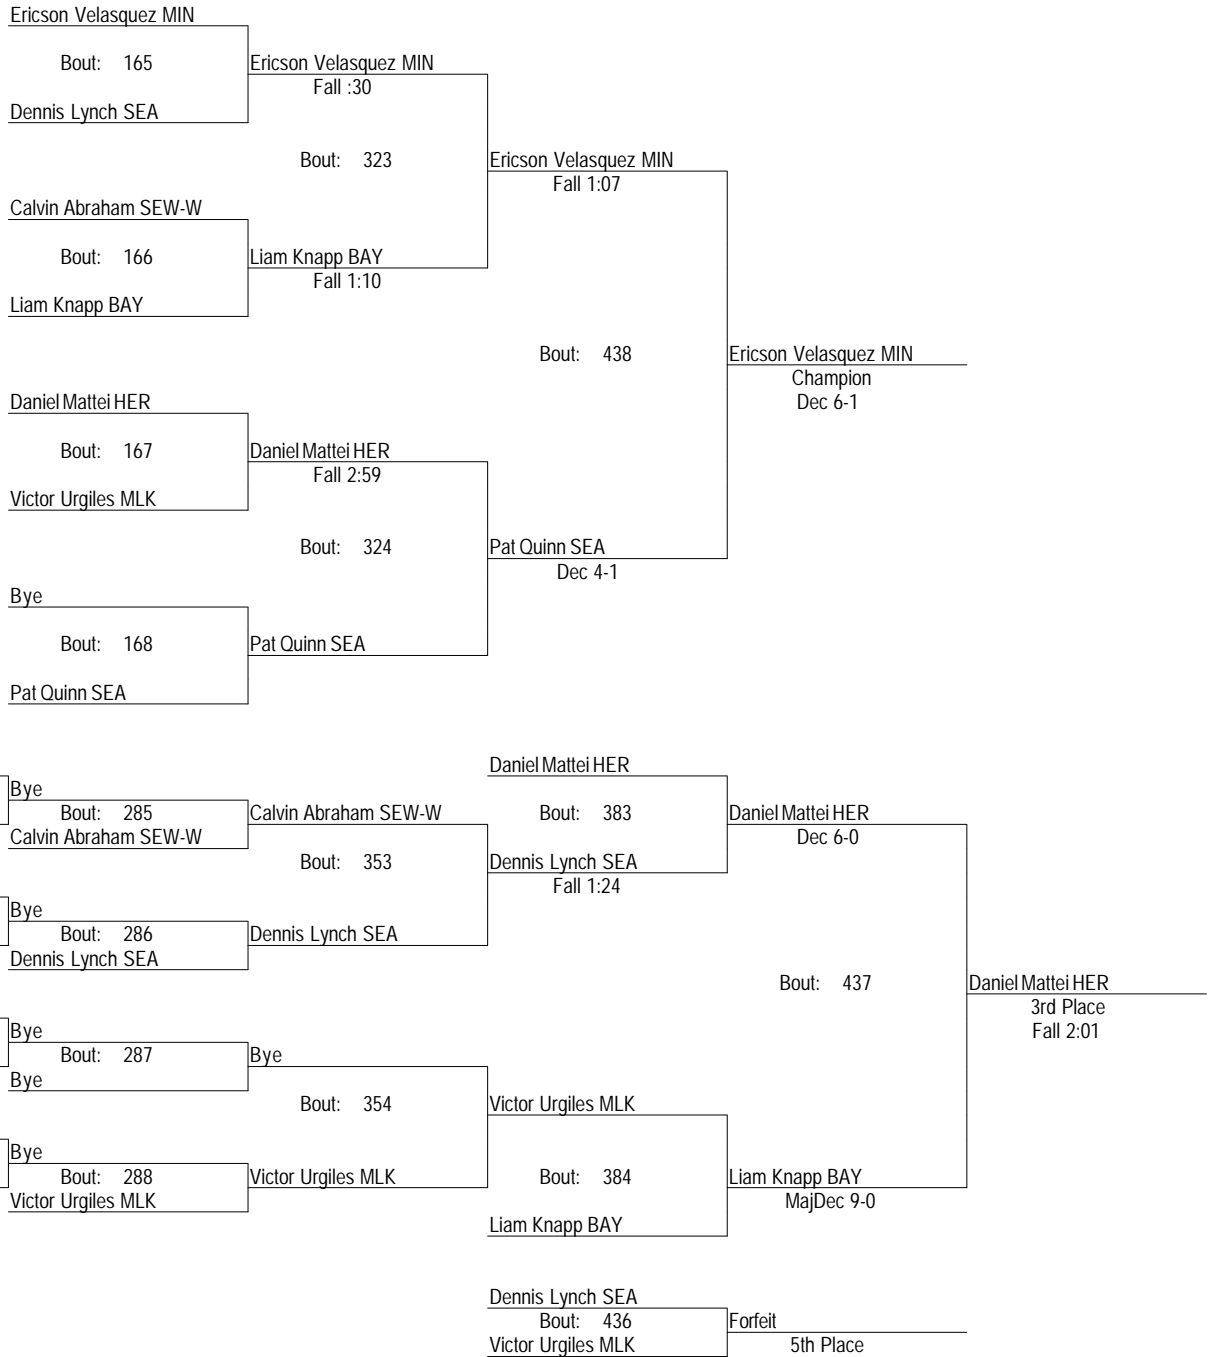 Ericson Velasquez MIN
Bout: 165
Ericson Velasquez MIN
Fall :30
Dennis Lynch SEA
Bout: 323
Ericson Velasquez MIN
Fall 1:07
Calvin Abraham SEW-W
Bout: 166
Liam Knapp BAY
Fall 1:10
Liam Knapp BAY
Bout: 438
Ericson Velasquez MIN
Champion
Dec 6-1
Daniel Mattei HER
Bout: 167
Daniel Mattei HER
Fall 2:59
Victor Urgiles MLK
Bout: 324
Pat Quinn SEA
Dec 4-1
Bye
Bout: 168
Pat Quinn SEA
Pat Quinn SEA
Daniel Mattei HER
Bye
Bout: 285
Calvin Abraham SEW-W
Bout: 383
Daniel Mattei HER
Dec 6-0
Calvin Abraham SEW-W
Bout: 353
Dennis Lynch SEA
Fall 1:24
Bye
Bout: 286
Dennis Lynch SEA
Dennis Lynch SEA
Bout: 437
Daniel Mattei HER
3rd Place
Fall 2:01
Bye
Bout: 287
Bye
Bye
Bout: 354
Victor Urgiles MLK
Bye
Bout: 288
Victor Urgiles MLK
Bout: 384
Liam Knapp BAY
MajDec 9-0
Victor Urgiles MLK
Liam Knapp BAY
Dennis Lynch SEA
Bout: 436
Forfeit
Victor Urgiles MLK
5th Place